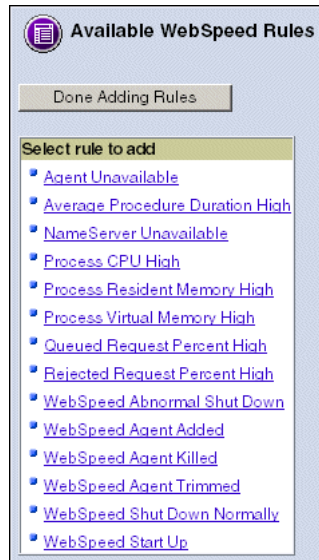 Available WebSpeed Rules
Done Adding Rules
Select rule to add
Agent Unavailable
Average Procedure Duration High
NameServer Unavailable
Process CPU High
Process Resident Memory High
Process Virtual Memory High
Queued Request Percent High
Rejected Request Percent High
WebSpeed Abnormal Shut Down
WebSpeed Agent Added
WebSpeed Agent Killed
WebSpeed Agent Trimmed
WebSpeed Shut Down Normally
WebSpeed Start Up